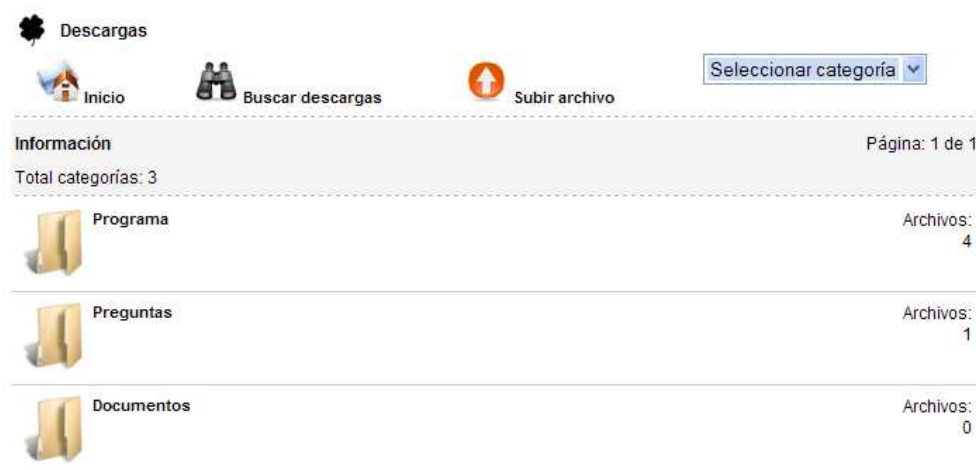 Descargas
Inicio
Buscar descargas
Subir archivo
Seleccionar categoría
Información
Página: 1 de 1
Total categorías: 3
Programa
Archivos:
4
Preguntas
Archivos:
1
Documentos
Archivos:
0